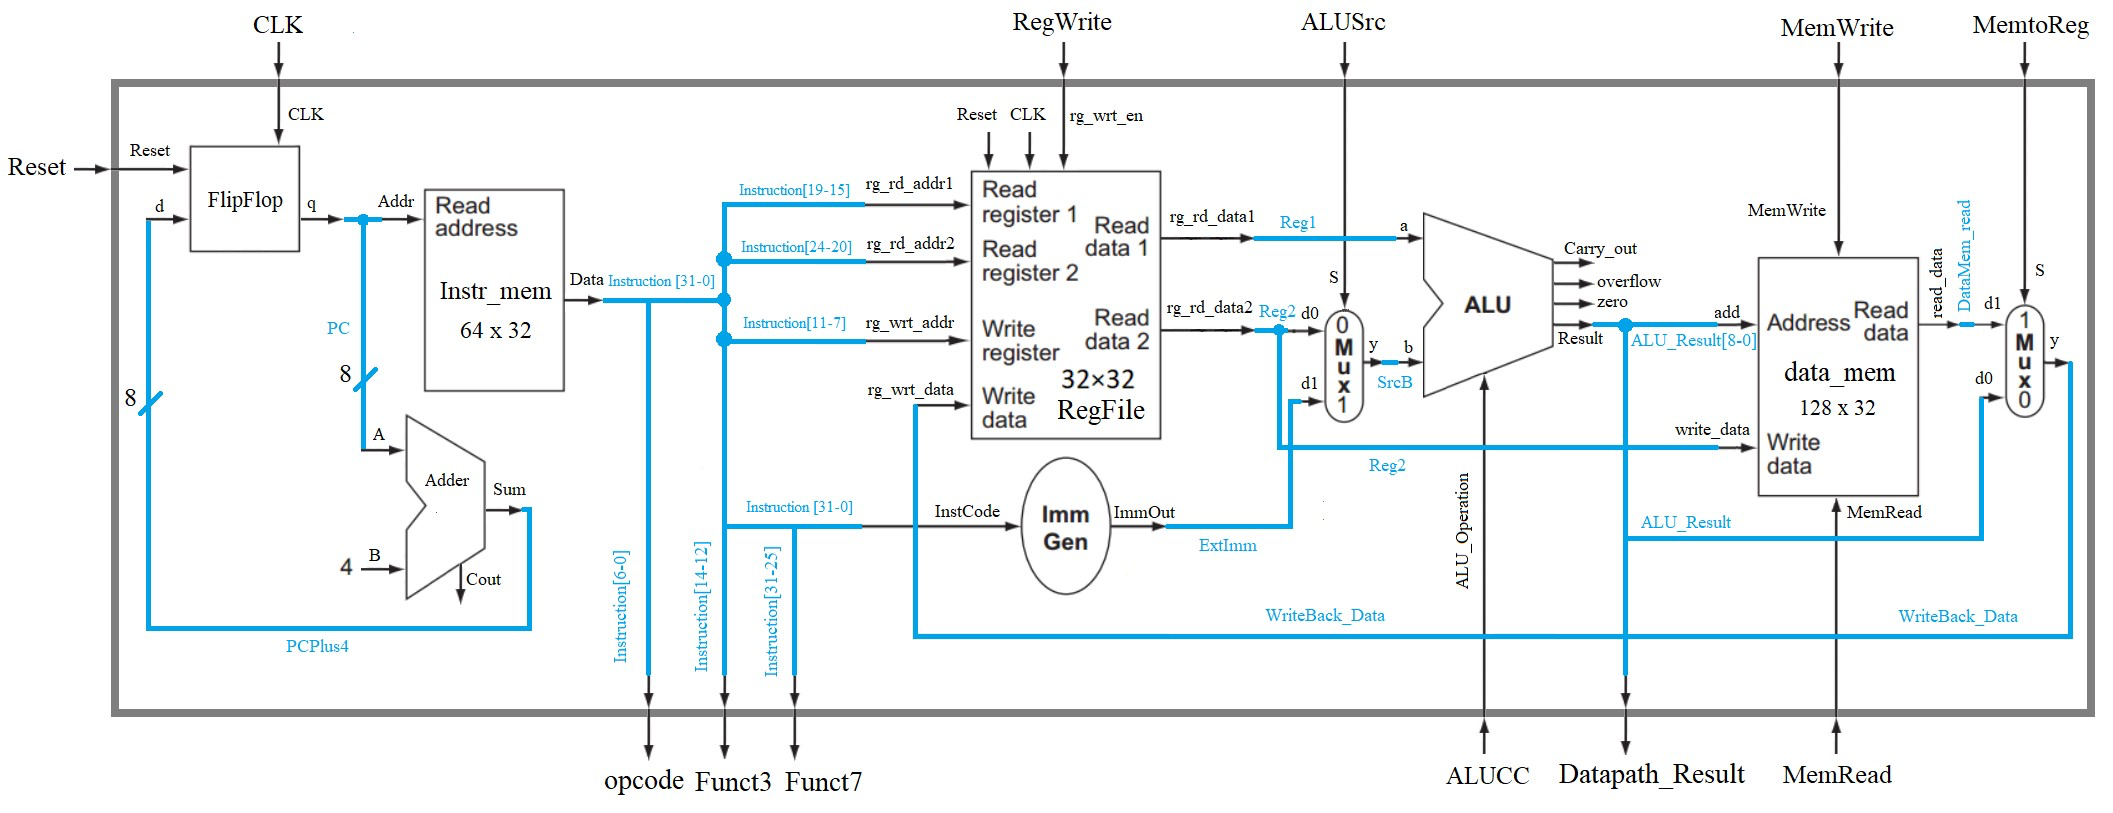 CLK
RegWrite
ALUSrc
MemWrite
MemtoReg
CLK
Reset
CLK
rg_wrt_en
Reset
Reset
d
FlipFlop
q
Addr
Read
address
Instr_mem
64 x 32
Data
Instruction [31-0]
PC
8
8
A
Adder
Sum
4
B
Cout
PCPlus4
Instruction[19-15]
rg_rd_addr1
Instruction[24-20]
rg_rd_addr2
Instruction[11-7]
rg_wrt_addr
rg_wrt_data
Read
register 1
Read
register 2
Write
register
Write
data
Read
data 1
Read
data 2
32×32
RegFile
rg_rd_data1
Reg1
a
rg_rd_data2
Reg2
d0
S
0
M
u
x
1
d1
y
SrcB
b
ALU
Carry_out
overflow
zero
Result
add
ALU_Result[8-0]
MemWrite
Address
Read
data
data_mem
128 x 32
write_data
Write
data
read_data
DataMem_read
d1
S
1
M
u
x
0
d0
y
Reg2
Instruction [31-0]
InstCode
Imm
Gen
ImmOut
ExtImm
ALU_Operation
ALU_Result
MemRead
WriteBack_Data
WriteBack_Data
Instruction[6-0]
Instruction[14-12]
Instruction[31-25]
opcode
Funct3
Funct7
ALUCC
Datapath_Result
MemRead